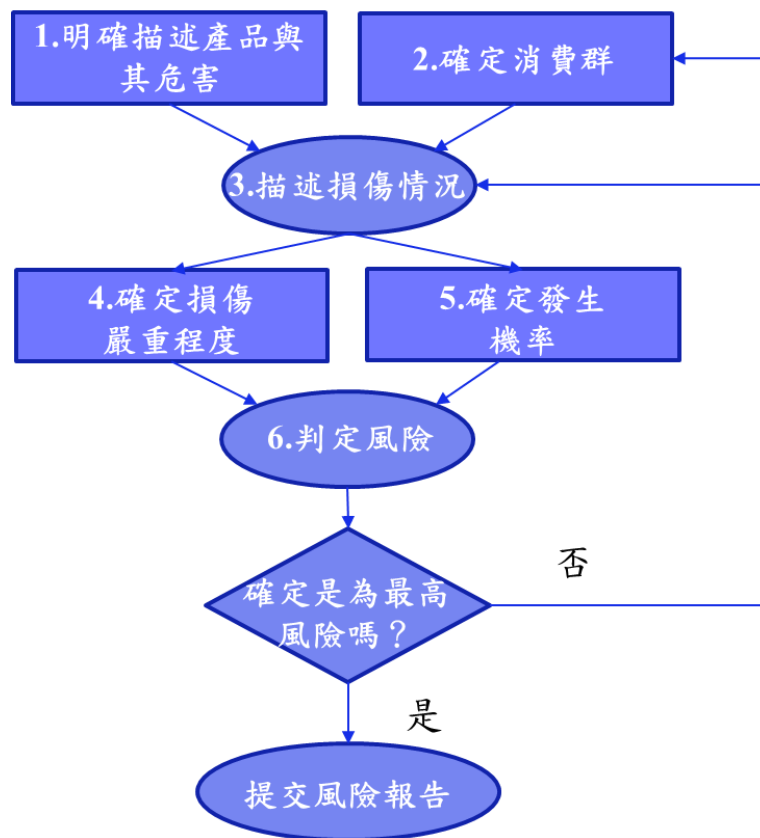 1.明確描述產品與
其危害
2.確定消費群
3.描述損傷情況
4.確定損傷
嚴重程度
5.確定發生
機率
6.判定風險
確定是為最高
風險嗎？
否
是
提交風險報告